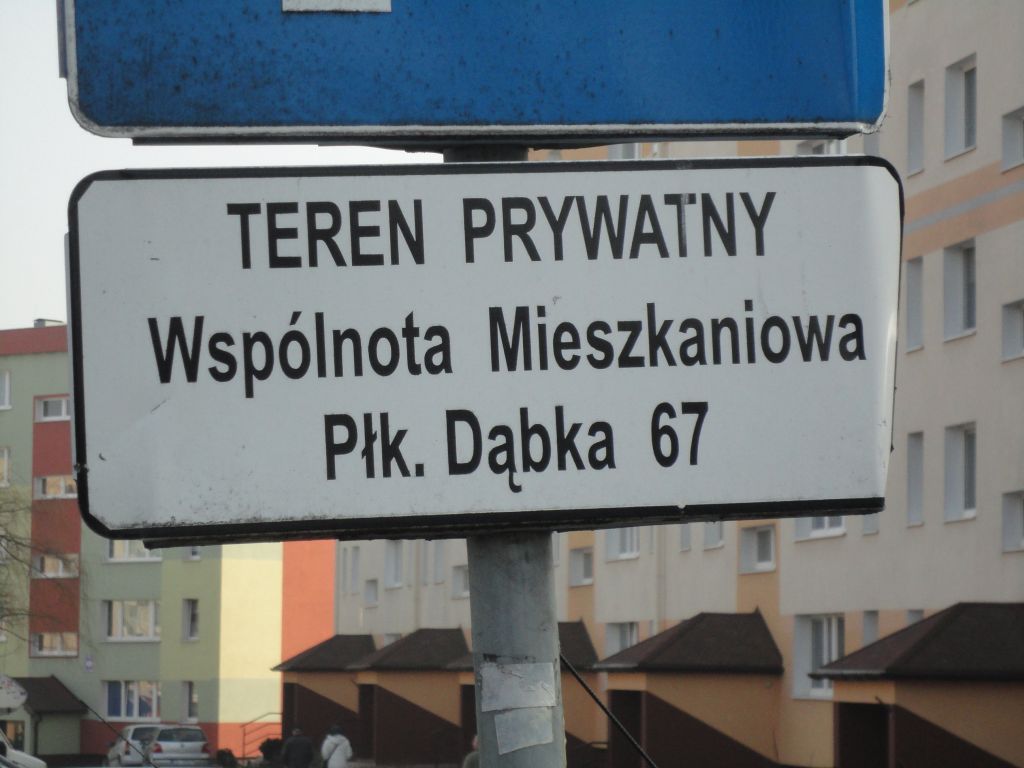 TEREN PRYWATNY
Wspólnota Mieszkaniowa
Płk. Dąbka 67